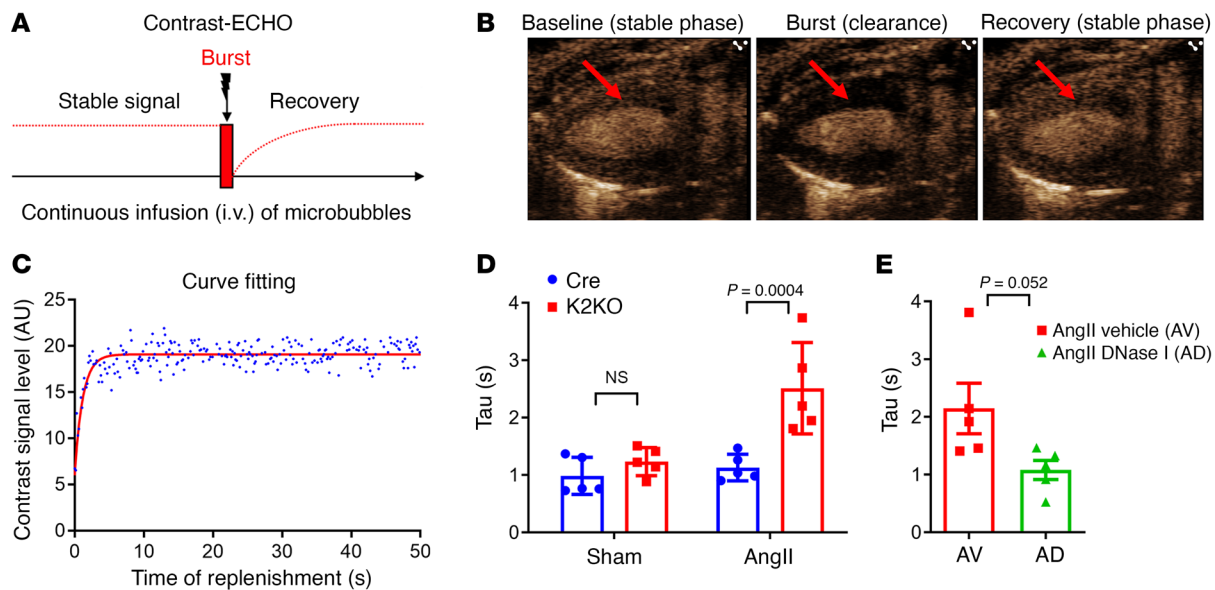 A
Contrast-ECHO
Burst
Stable signal
Recovery
Continuous infusion (i.v.) of microbubbles
B
Baseline (stable phase)
Burst (clearance)
Recovery (stable phase)
C
Curve fitting
Contrast signal level (AU)
25
20
15
10
5
0
0 10 20 30 40 50
Time of replenishment (s)
D
Cre
K2KO
P = 0.0004
NS
Tau (s)
4
3
2
1
0
Sham
AngII
E
P = 0.052
AngII vehicle (AV)
AngII DNase I (AD)
Tau (s)
4
3
2
1
0
AV
AD